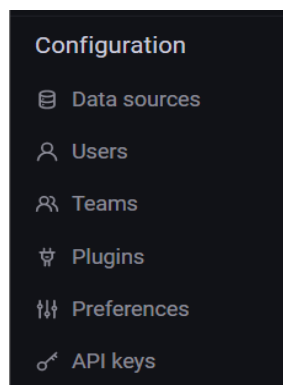 Configuration
Data sources
Users
Teams
Plugins
Preferences
API keys